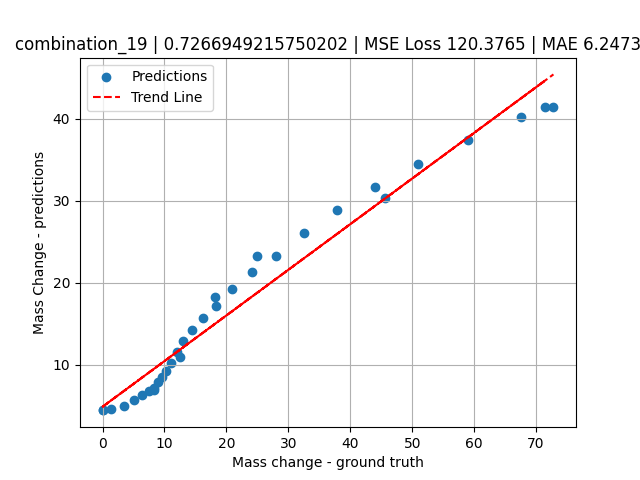 combination_19 | 0.7266949215750202 | MSE Loss 120.3765 | MAE 6.2473
Predictions
Trend Line
Mass Change - predictions
40
30
20
10
0 10 20 30 40 50 60 70
Mass change - ground truth